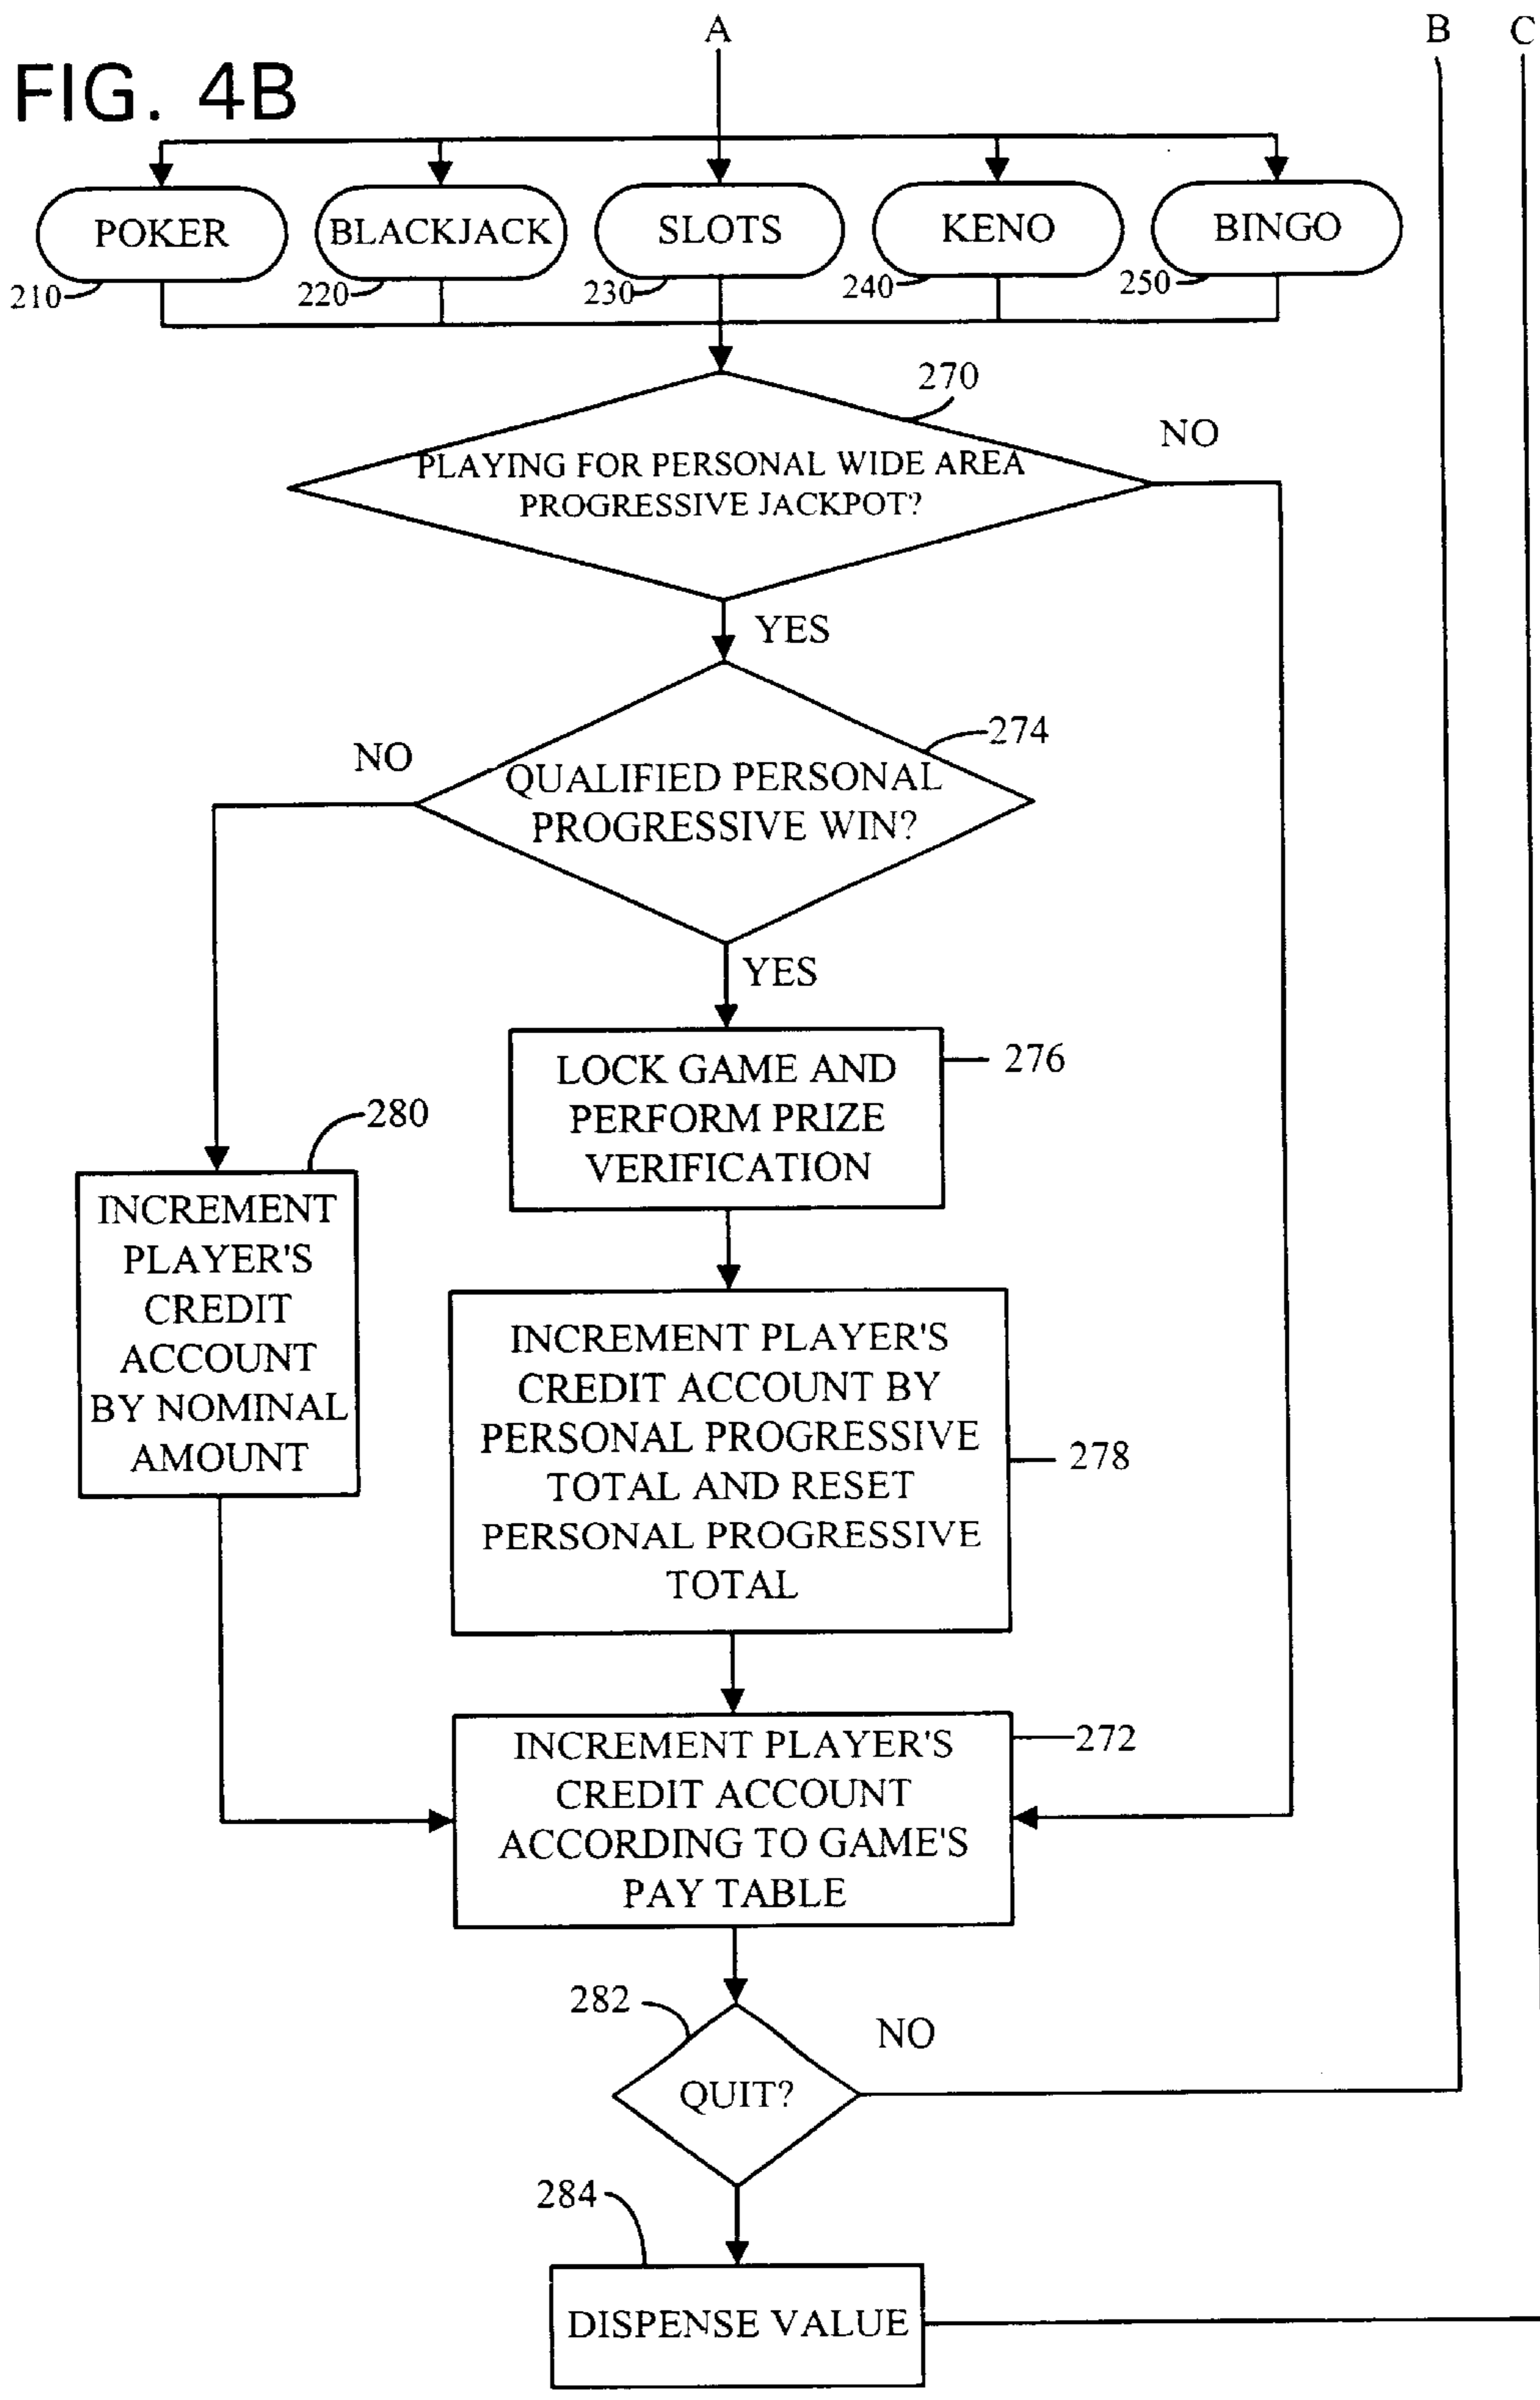 A
B
C
FIG. 4B
POKER
BLACKJACK
SLOTS
KENO
BINGO
210
220
230
240
250
270
NO
PLAYING FOR PERSONAL WIDE AREA
PROGRESSIVE JACKPOT?
YES
274
NO
QUALIFIED PERSONAL
PROGRESSIVE WIN?
YES
276
LOCK GAME AND
PERFORM PRIZE
VERIFICATION
280
INCREMENT
PLAYER'S
CREDIT
ACCOUNT
BY NOMINAL
AMOUNT
INCREMENT PLAYER'S
CREDIT ACCOUNT BY
PERSONAL PROGRESSIVE
TOTAL AND RESET
PERSONAL PROGRESSIVE
TOTAL
278
272
INCREMENT PLAYER'S
CREDIT ACCOUNT
ACCORDING TO GAME'S
PAY TABLE
282
NO
QUIT?
284
DISPENSE VALUE